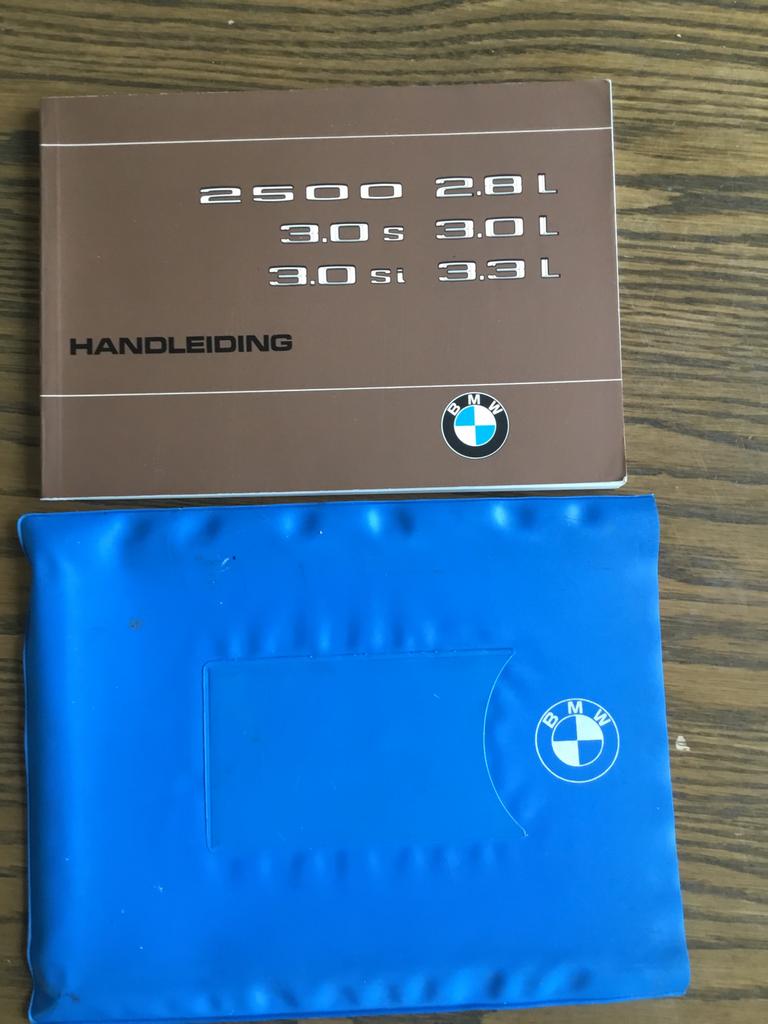 2500 2.8 L
3.0 s 3.0 L
3.0 si 3.3 L
HANDLEIDING
BMW
BMW